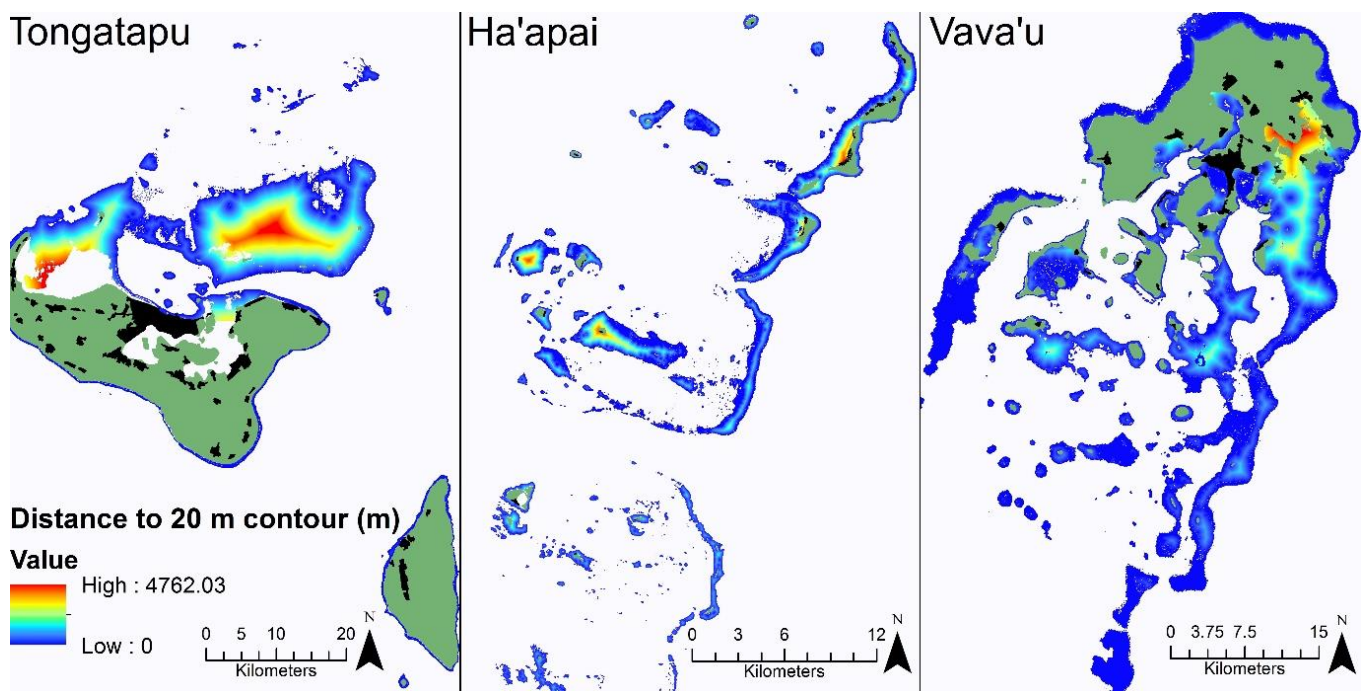 Tongatapu
Ha'apai
Vava'u
Distance to 20 m contour (m)
Value
High : 4762.03
Low : 0
0 5 10 20
Kilometers
N
0 3 6 12
Kilometers
N
0 3.75 7.5 15
Kilometers
N